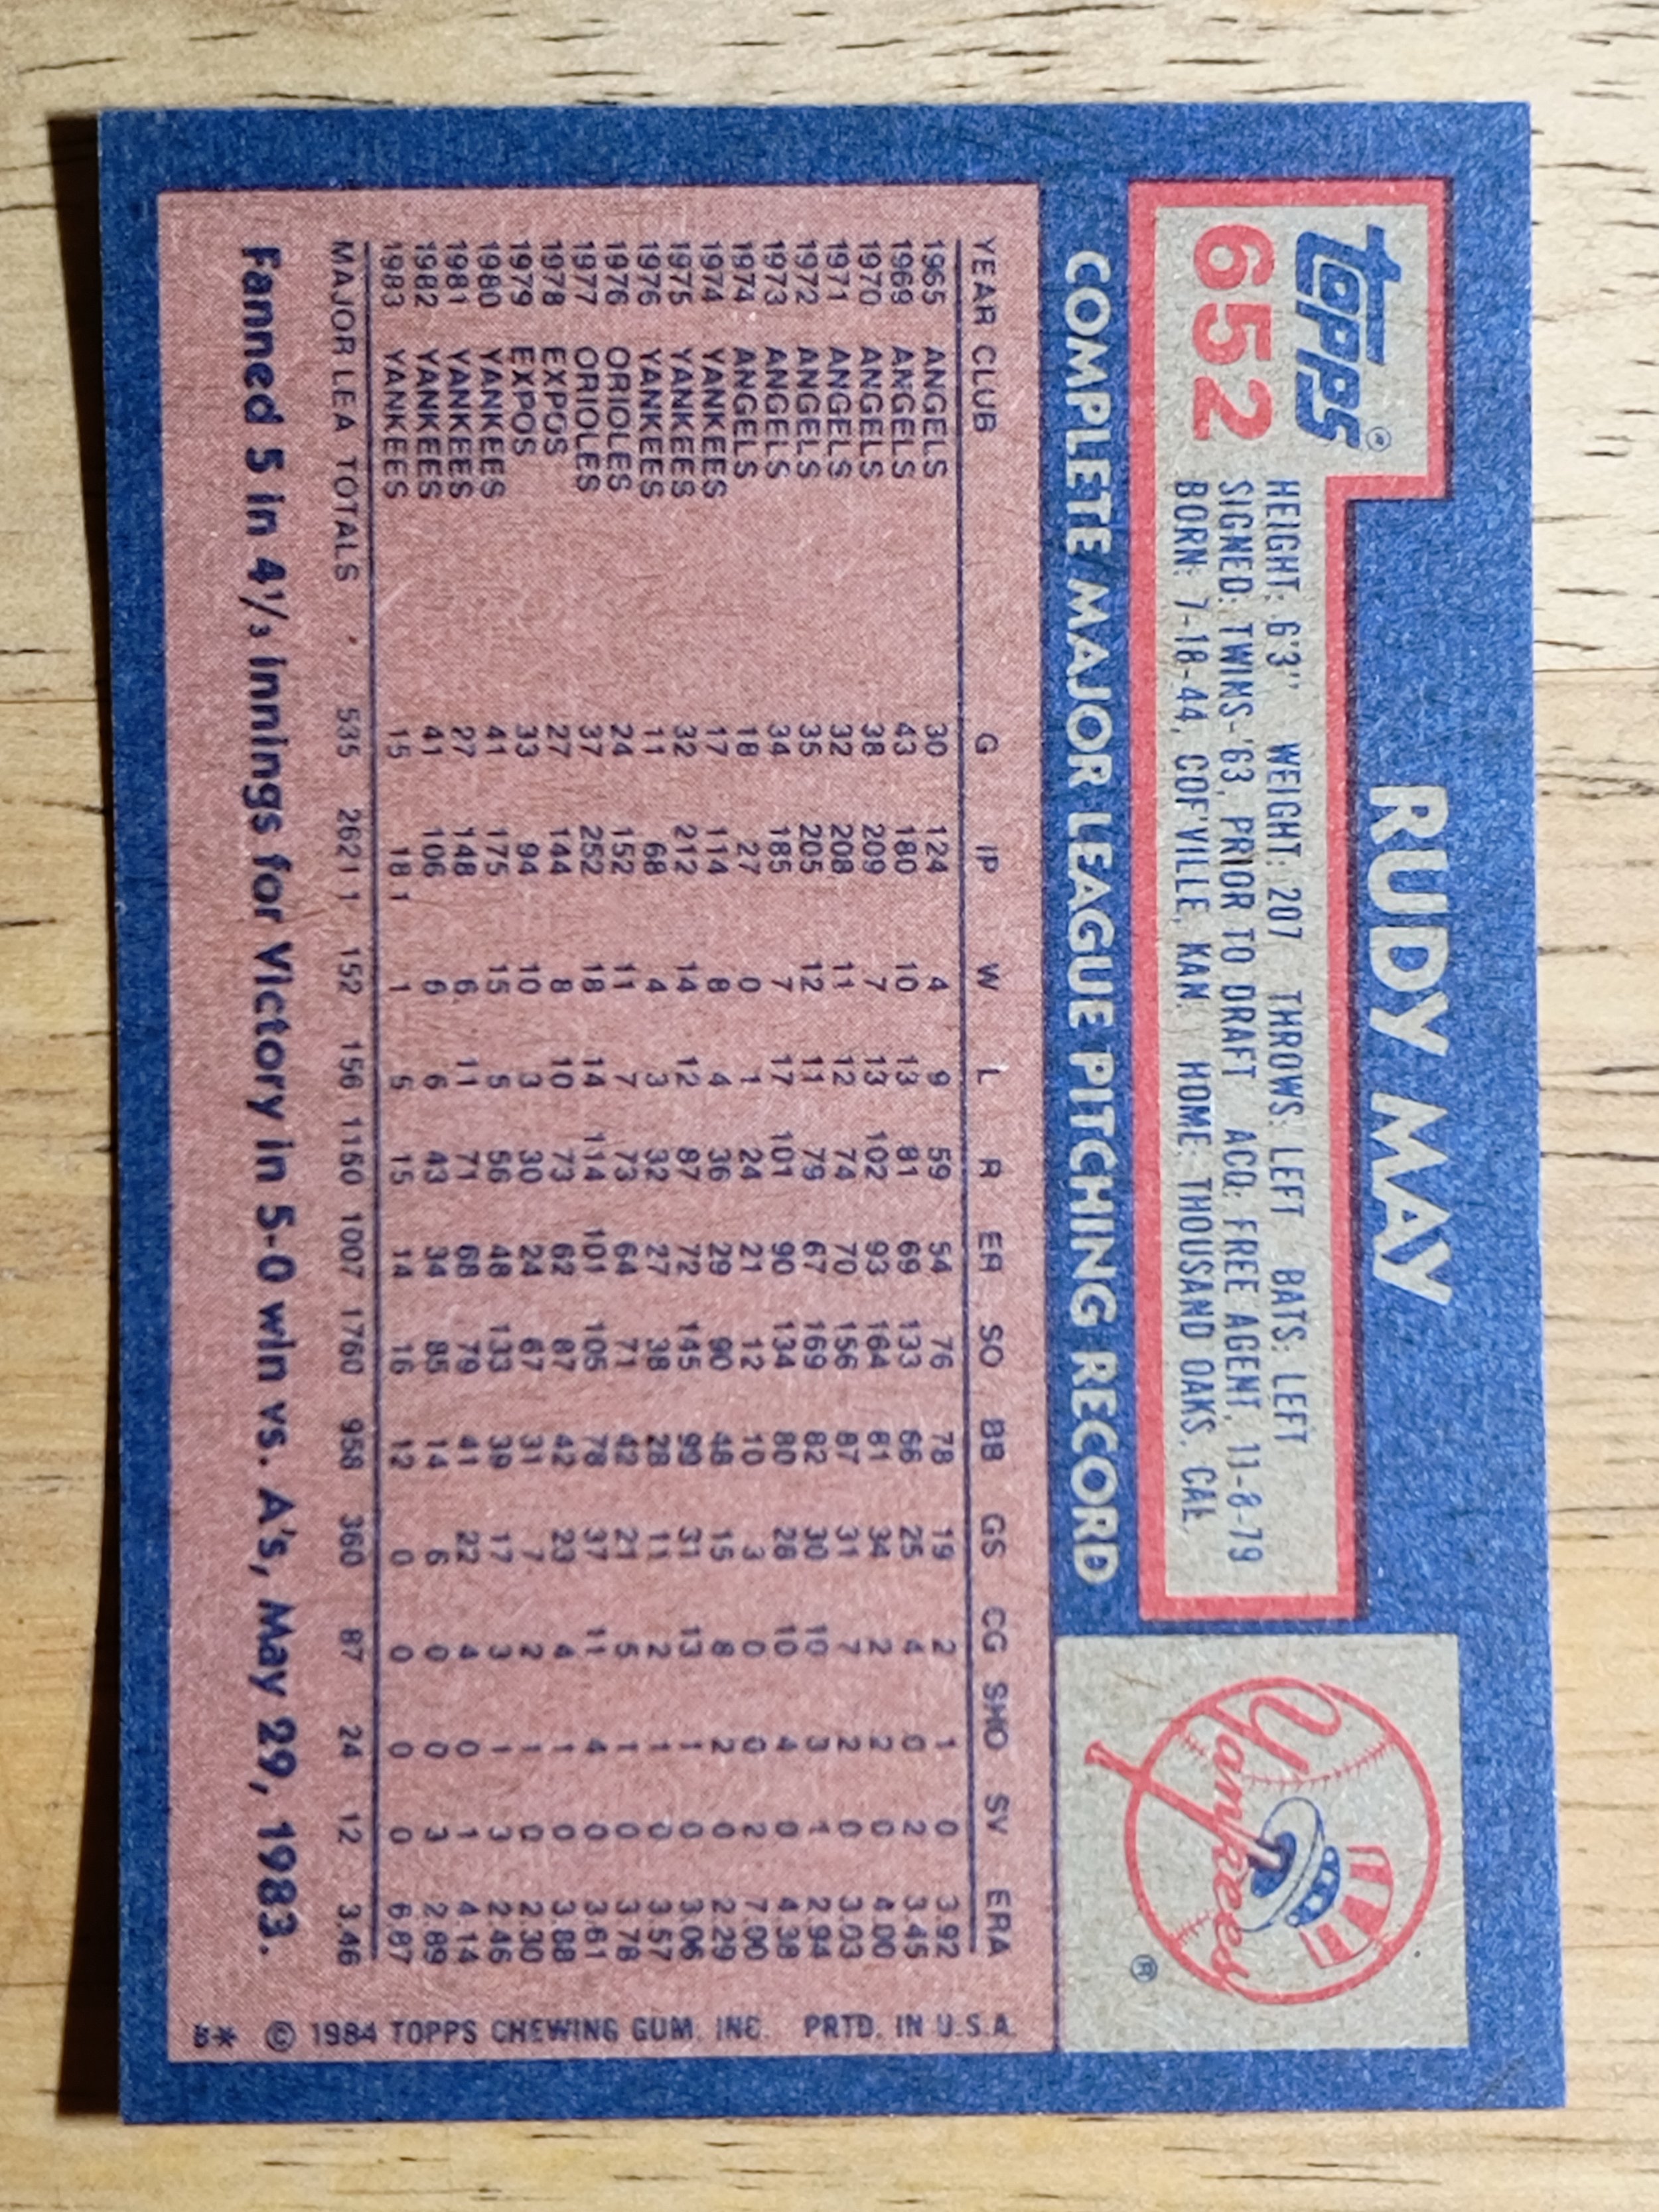 RUDY MAY
Topps®
652
HEIGHT: 6'3" WEIGHT: 207 THROWS: LEFT BATS: LEFT
SIGNED: TWINS-'63, PRIOR TO DRAFT ACQ: FREE AGENT, 11-8-79
BORN: 7-18-44, COF'VILLE, KAN. HOME: THOUSAND OAKS, CAL.
Yankees ®
COMPLETE MAJOR LEAGUE PITCHING RECORD
YEAR CLUB G IP W L R ER SO BB GS CG SHO SV ERA
1965 ANGELS 30 124 4 9 59 54 76 78 19 2 1 0 3.92
1969 ANGELS 43 180 10 13 81 69 133 66 25 4 0 2 3.45
1970 ANGELS 38 209 7 13 102 93 164 81 34 2 2 0 4.00
1971 ANGELS 32 208 11 12 74 70 156 87 31 7 2 0 3.03
1972 ANGELS 35 205 12 11 79 67 169 82 30 10 3 1 2.94
1973 ANGELS 34 185 7 17 101 90 134 80 28 10 4 0 4.38
1974 ANGELS 18 27 0 1 24 21 12 10 3 0 0 2 7.00
1974 YANKEES 17 114 8 4 36 29 90 48 15 8 2 0 2.29
1975 YANKEES 32 212 14 12 87 72 145 99 31 13 1 0 3.06
1976 YANKEES 11 68 4 3 32 27 38 28 11 2 1 0 3.57
1976 ORIOLES 24 152 11 7 73 64 71 42 21 5 1 0 3.78
1977 ORIOLES 37 252 18 14 114 101 105 78 37 11 4 0 3.61
1978 EXPOS 27 144 8 10 73 62 87 42 23 4 1 0 3.88
1979 EXPOS 33 94 10 3 30 24 67 31 7 2 1 0 2.30
1980 YANKEES 41 175 15 5 56 48 133 39 17 3 1 3 2.46
1981 YANKEES 27 148 6 11 71 68 79 41 22 4 0 1 4.14
1982 YANKEES 41 106 6 6 43 34 85 14 6 0 0 3 2.89
1983 YANKEES 15 18 1 1 5 15 14 16 12 0 0 0 0 6.87
MAJOR LEA TOTALS 535 2621 1 152 156 1150 1007 1760 958 360 87 24 12 3.46
Fanned 5 in 4⅓ innings for Victory in 5-0 win vs. A's, May 29, 1983.
© 1984 TOPPS CHEWING GUM, INC. PRTD. IN U.S.A.